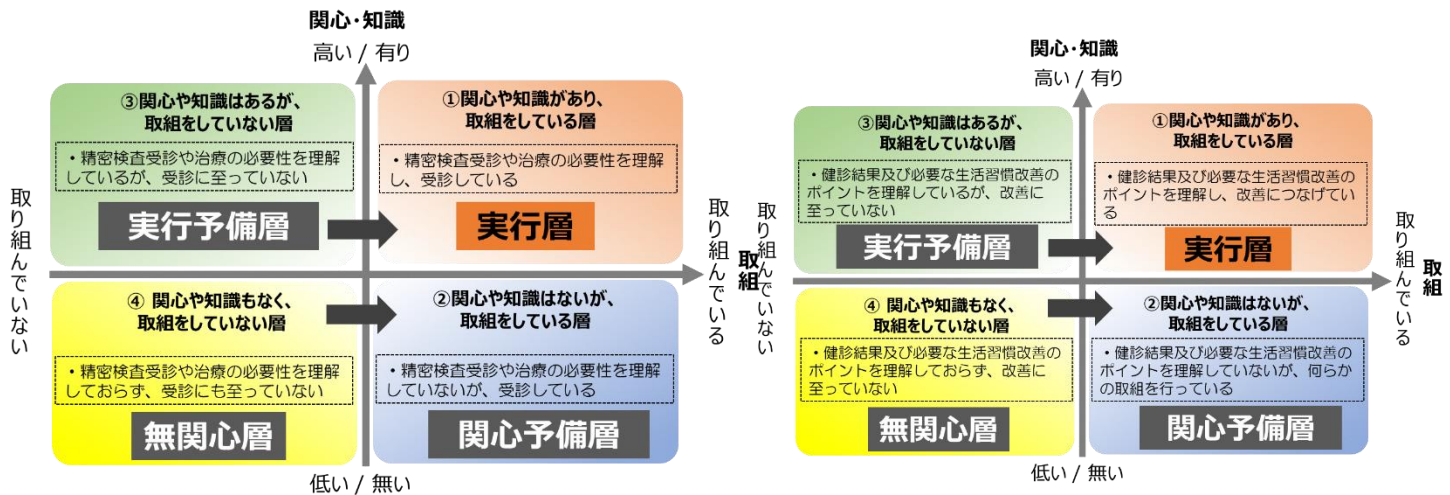 関心・知識
高い / 有り
③関心や知識はあるが、
取組をしていない層
・精密検査受診や治療の必要性を理解
しているが、受診に至っていない
実行予備層
①関心や知識があり、
取組をしている層
・精密検査受診や治療の必要性を理解
し、受診している
実行層
取り組んでいない
取り組んでいる
取組
④ 関心や知識もなく、
取組をしていない層
・精密検査受診や治療の必要性を理解
しておらず、受診にも至っていない
無関心層
②関心や知識はないが、
取組をしている層
・精密検査受診や治療の必要性を理解
していないが、受診している
関心予備層
低い / 無い
関心・知識
高い / 有り
③関心や知識はあるが、
取組をしていない層
・健診結果及び必要な生活習慣改善の
ポイントを理解しているが、改善に
至っていない
実行予備層
①関心や知識があり、
取組をしている層
・健診結果及び必要な生活習慣改善の
ポイントを理解し、改善につなげてい
る
実行層
取り組んでいない
取り組んでいる
取組
④ 関心や知識もなく、
取組をしていない層
・健診結果及び必要な生活習慣改善の
ポイントを理解しておらず、改善に
至っていない
無関心層
②関心や知識はないが、
取組をしている層
・健診結果及び必要な生活習慣改善の
ポイントを理解していないが、何らか
の取組を行っている
関心予備層
低い / 無い